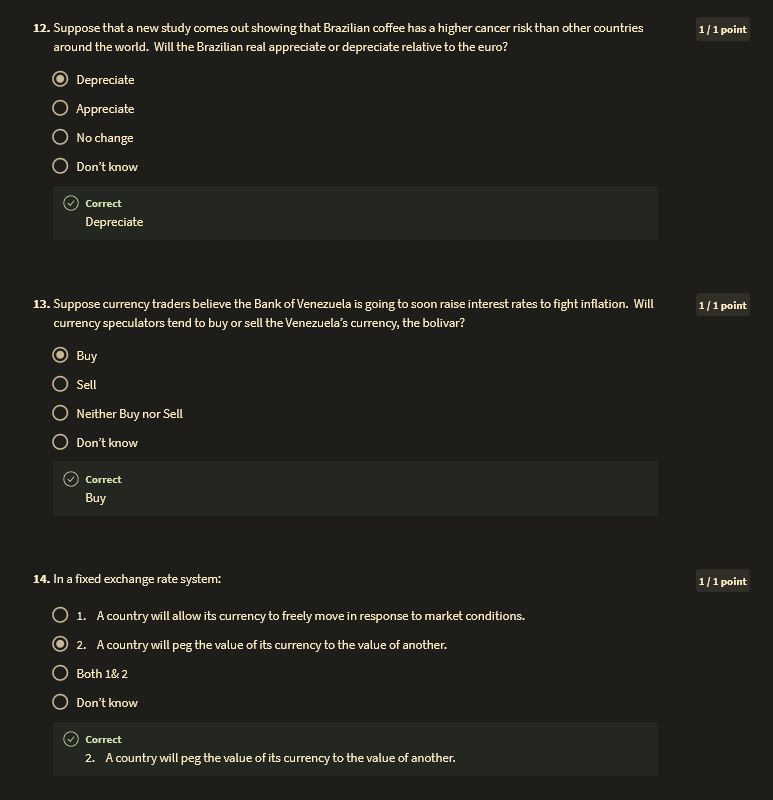 12. Suppose that a new study comes out showing that Brazilian coffee has a higher cancer risk than other countries
1 / 1 point
around the world. Will the Brazilian real appreciate or depreciate relative to the euro?
Depreciate
Appreciate
No change
Don't know
Correct
Depreciate
13. Suppose currency traders believe the Bank of Venezuela is going to soon raise interest rates to fight inflation. Will
1 / 1 point
currency speculators tend to buy or sell the Venezuela's currency, the bolivar?
Buy
Sell
Neither Buy nor Sell
Don't know
Correct
Buy
14. In a fixed exchange rate system:
1 / 1 point
1. A country will allow its currency to freely move in response to market conditions.
2. A country will peg the value of its currency to the value of another.
Both 1& 2
Don't know
Correct
2. A country will peg the value of its currency to the value of another.